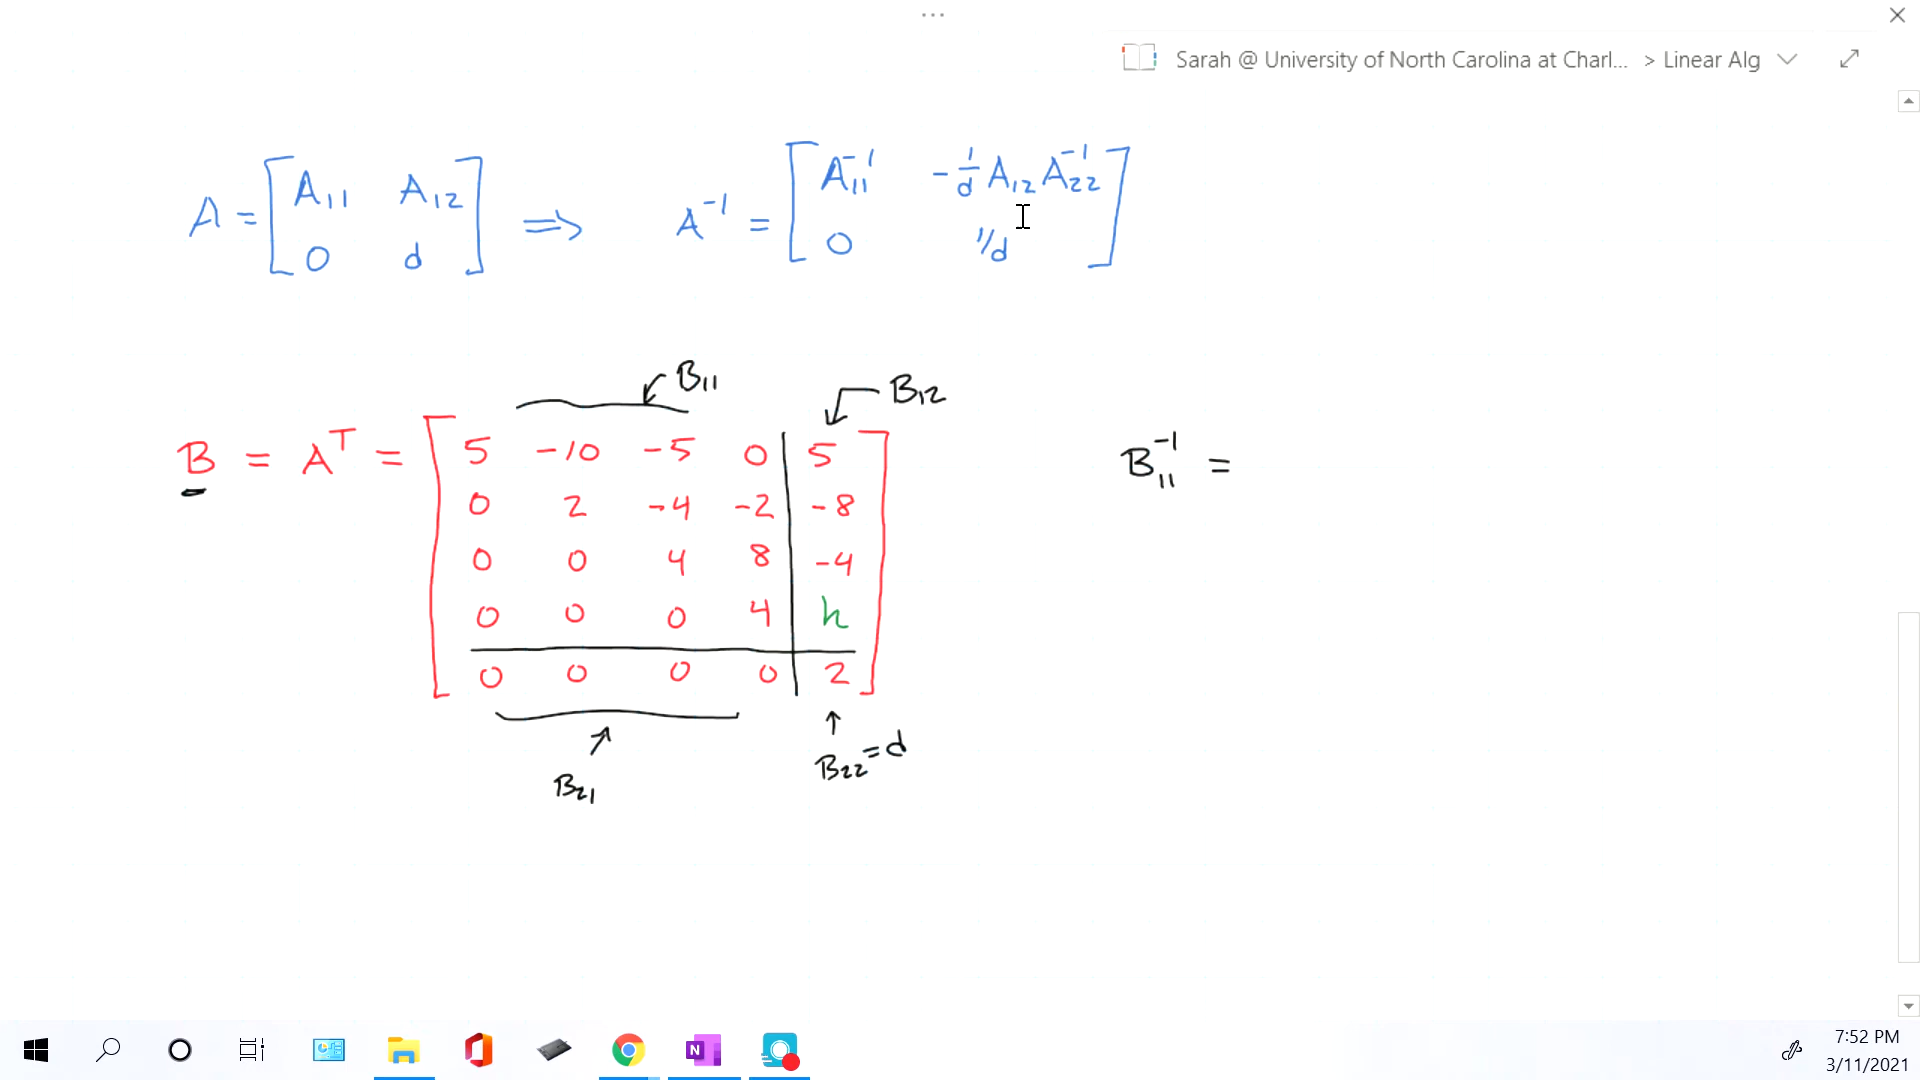 Sarah @ University of North Carolina at Charl... > Linear Alg
A = [ A₁₁ A₁₂ ⟹ A⁻¹ = [ A₁₁⁻¹ -1/d A₁₂ A₂₂⁻¹
0 d ] 0 1/d ]
B₁₁
B₁₂
B = Aᵀ = [ 5 -10 -5 0 | 5
0 2 -4 -2 | -8
0 0 4 8 | -4
0 0 0 4 | h
0 0 0 0 | 2 ]
B₂₁
B₂₂ = d
B₁₁⁻¹ =
N
7:52 PM
3/11/2021